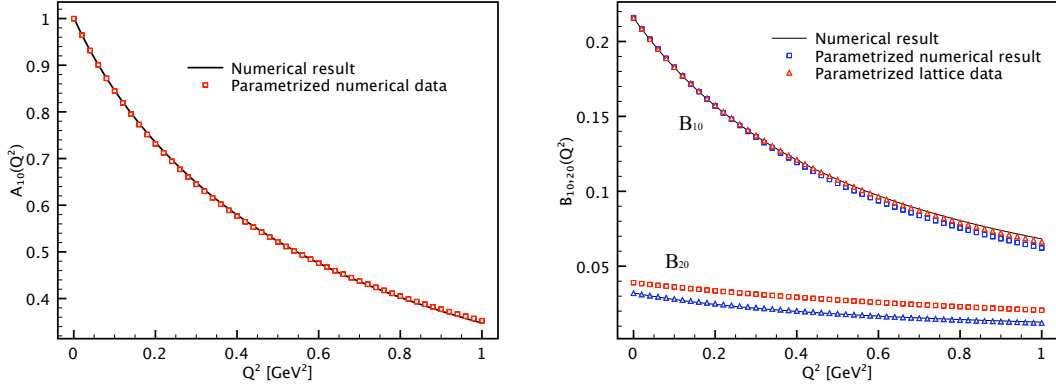 1
0.9
0.8
0.7
0.6
0.5
0.4
A₁₀(Q²)
Numerical result
Parametrized numerical data
0 0.2 0.4 0.6 0.8 1
Q² [GeV²]
0.2
0.15
0.1
0.05
B₁₀,₂₀(Q²)
Numerical result
Parametrized numerical result
Parametrized lattice data
B₁₀
B₂₀
0 0.2 0.4 0.6 0.8 1
Q² [GeV²]